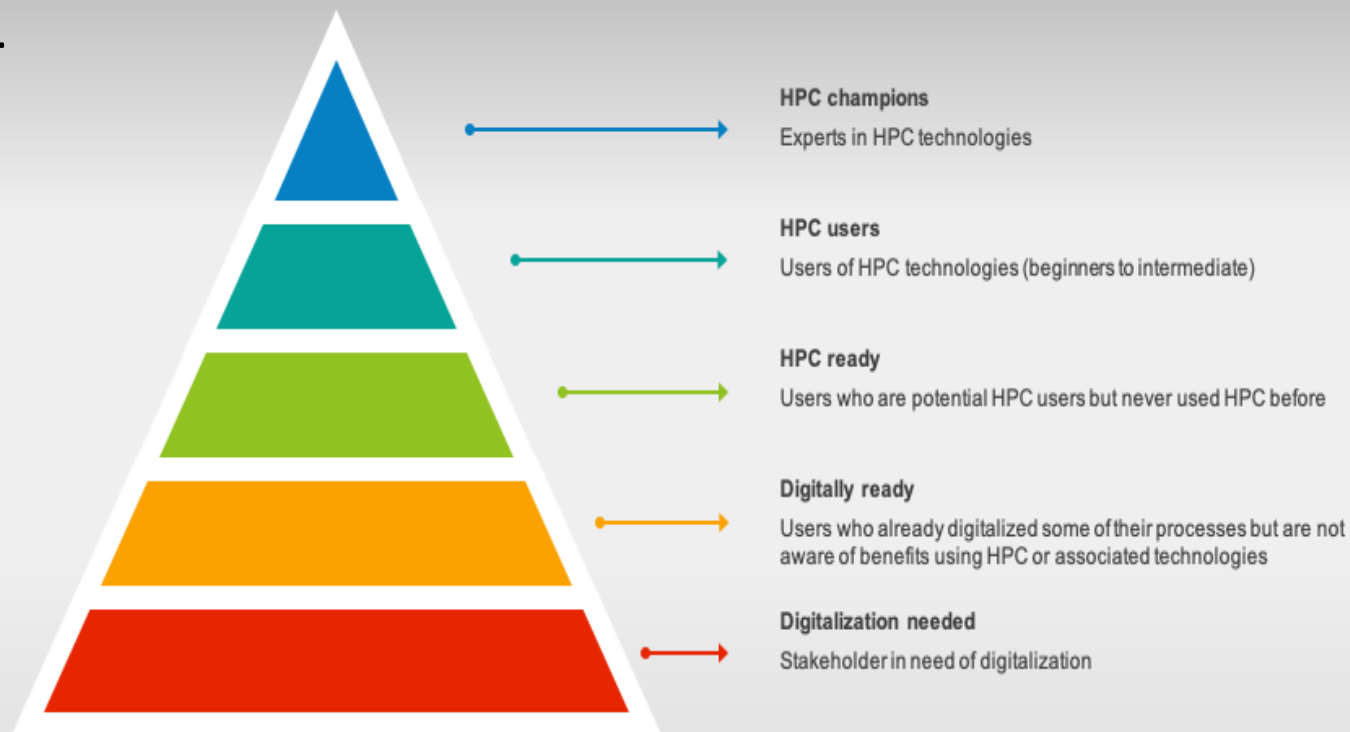 HPC champions
Experts in HPC technologies
HPC users
Users of HPC technologies (beginners to intermediate)
HPC ready
Users who are potential HPC users but never used HPC before
Digitally ready
Users who already digitalized some of their processes but are not
aware of benefits using HPC or associated technologies
Digitalization needed
Stakeholder in need of digitalization